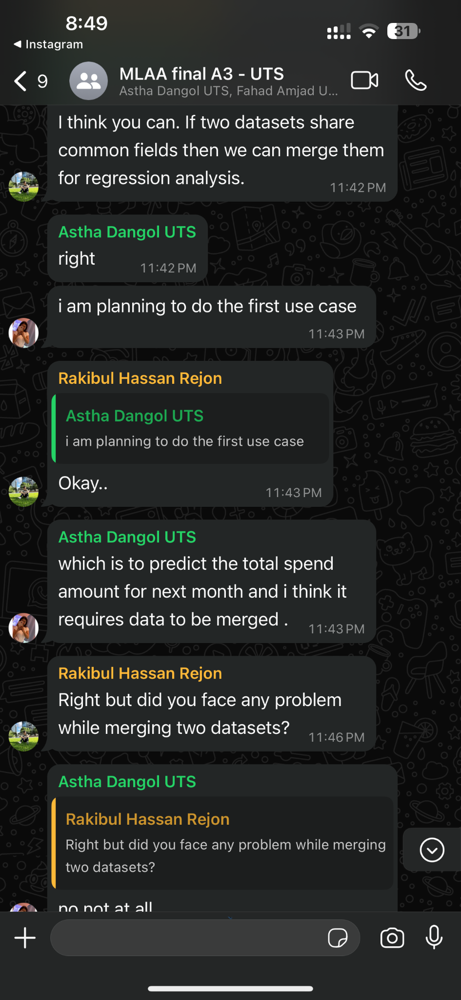 8:49
31
◀ Instagram
9
MLAA final A3 - UTS
Astha Dangol UTS, Fahad Amjad U...
I think you can. If two datasets share
common fields then we can merge them
for regression analysis.
11:42 PM
Astha Dangol UTS
right
11:42 PM
i am planning to do the first use case
11:43 PM
Rakibul Hassan Rejon
Astha Dangol UTS
i am planning to do the first use case
Okay..
11:43 PM
Astha Dangol UTS
which is to predict the total spend
amount for next month and i think it
requires data to be merged .
11:43 PM
Rakibul Hassan Rejon
Right but did you face any problem
while merging two datasets?
11:46 PM
Astha Dangol UTS
Rakibul Hassan Rejon
Right but did you face any problem while merging
two datasets?
no not at all